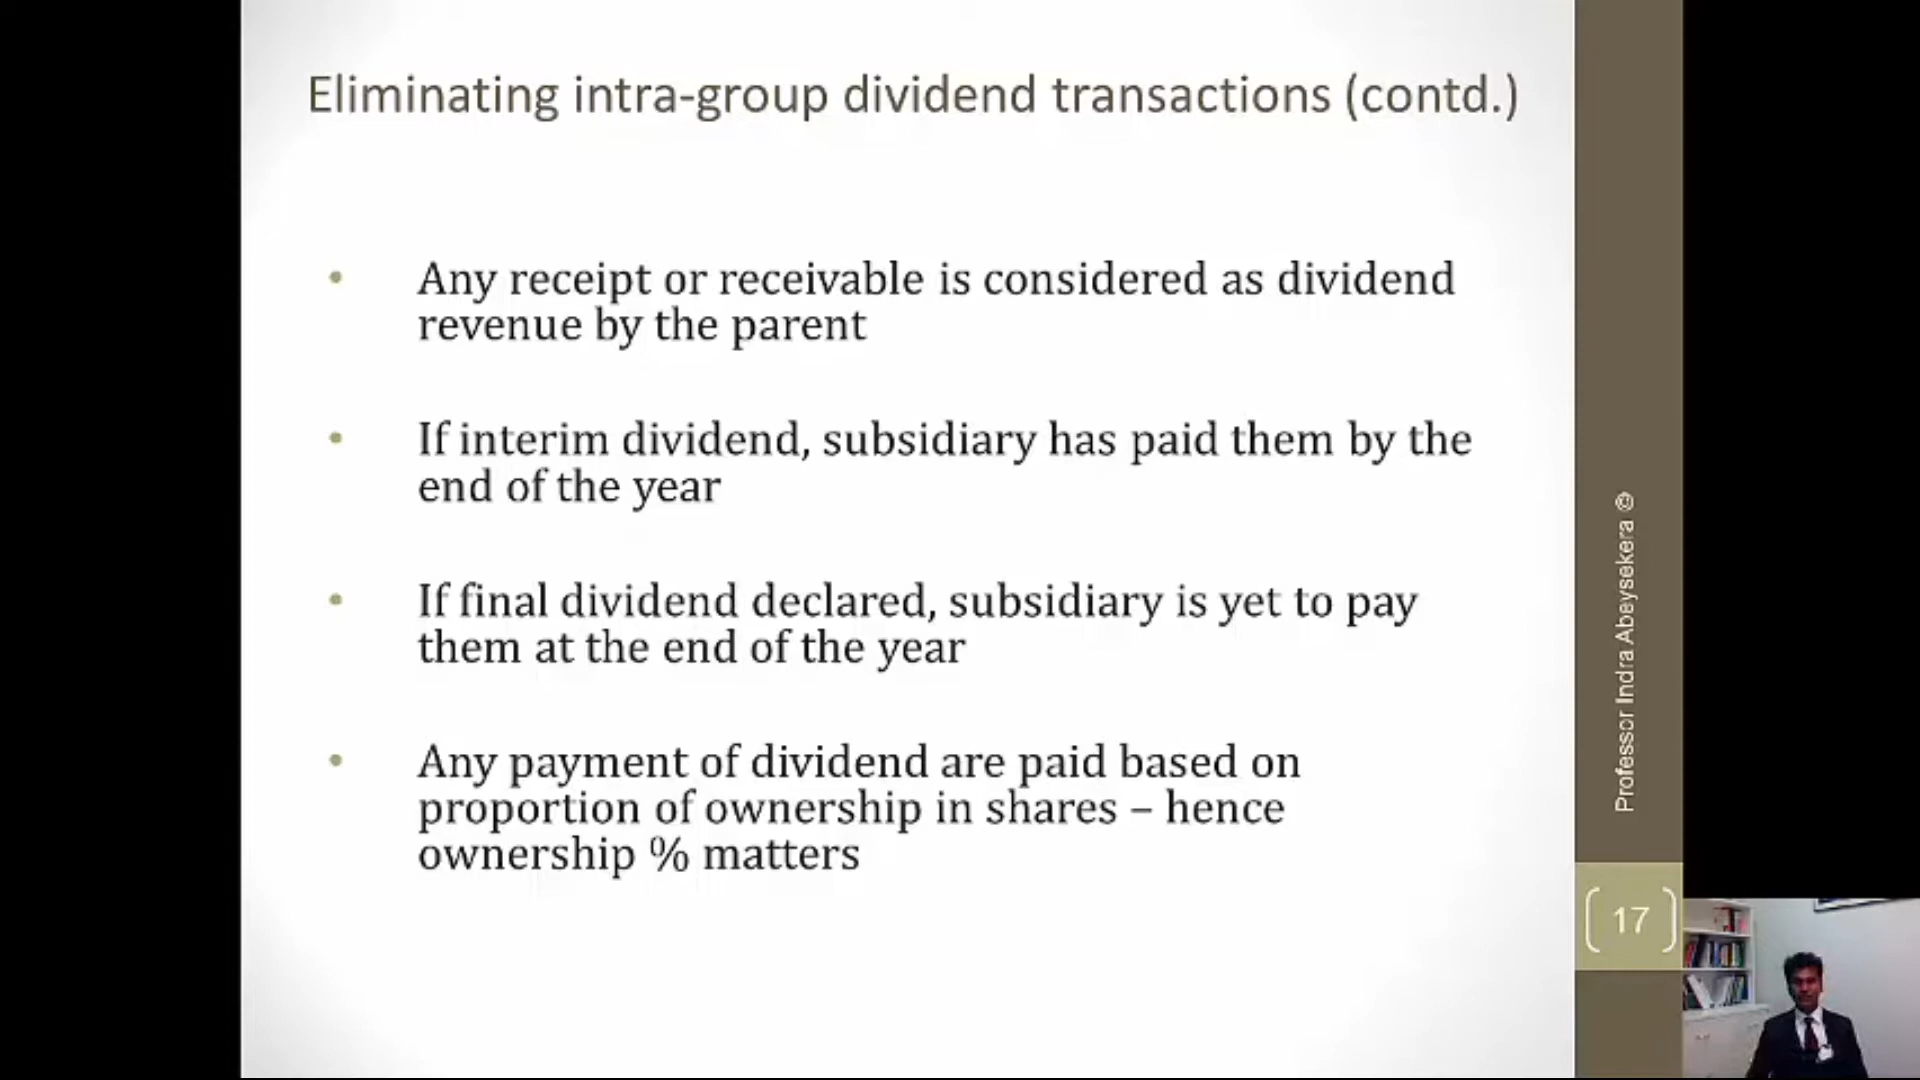 Eliminating intra-group dividend transactions (contd.)
• Any receipt or receivable is considered as dividend
revenue by the parent
• If interim dividend, subsidiary has paid them by the
end of the year
• If final dividend declared, subsidiary is yet to pay
them at the end of the year
• Any payment of dividend are paid based on
proportion of ownership in shares – hence
ownership % matters
Professor Indra Abeysekera ©
17